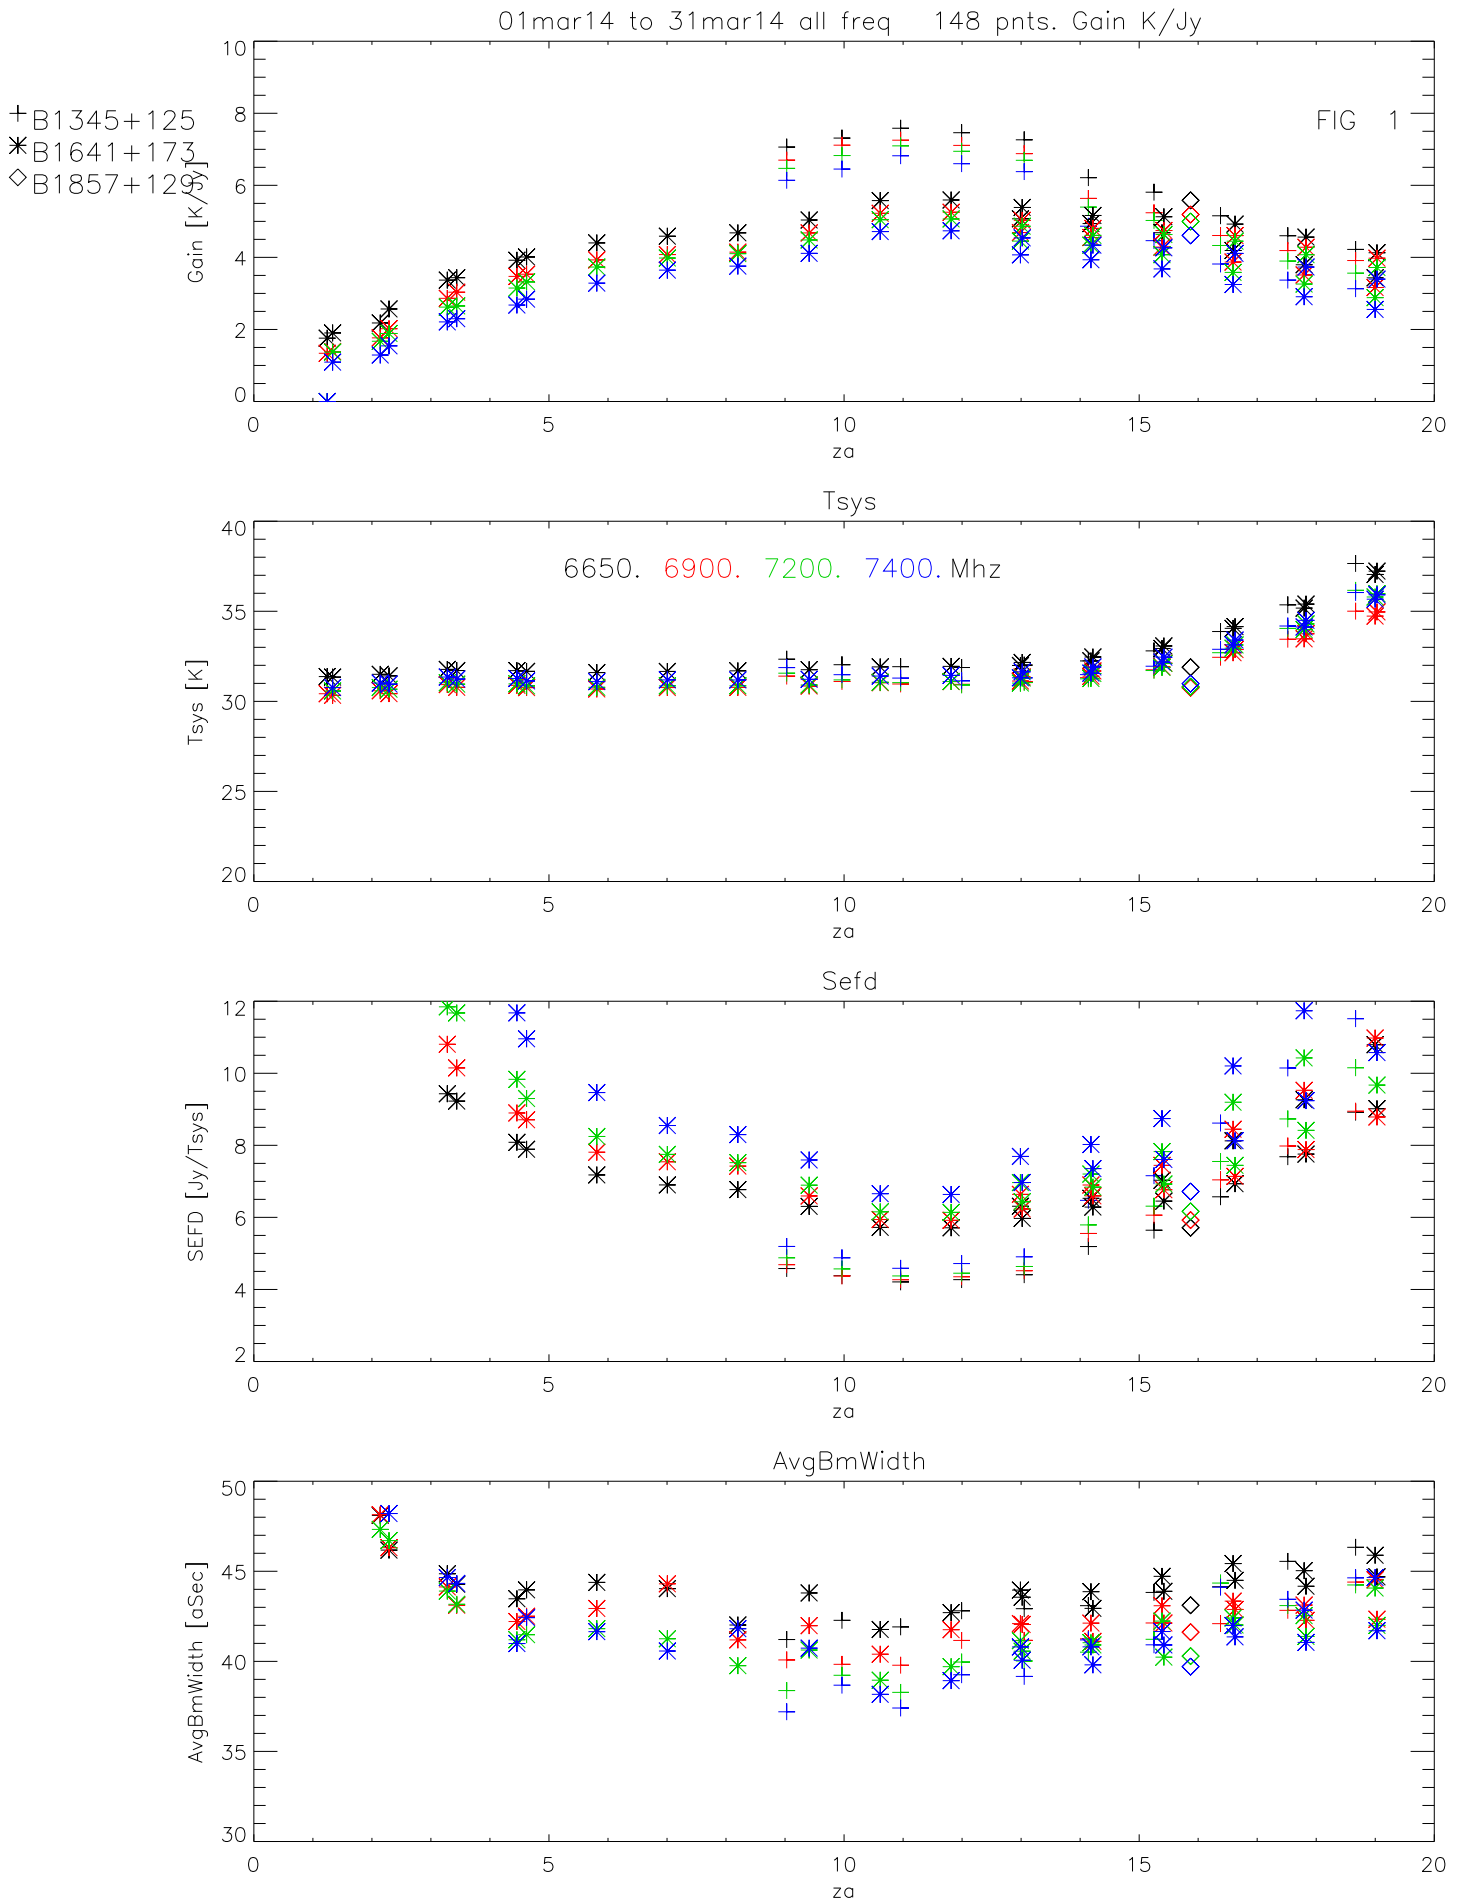 01mar14 to 31mar14 all freq   148 pnts. Gain K/Jy
B1345+125
B1641+173
B1857+129
FIG  1
Gain [K/Jy]
10
8
6
4
2
0
0 5 10 15 20
za
Tsys
6650. 6900. 7200. 7400. Mhz
Tsys [K]
40
35
30
25
20
0 5 10 15 20
za
Sefd
SEFD [Jy/Tsys]
12
10
8
6
4
2
0 5 10 15 20
za
AvgBmWidth
AvgBmWidth [aSec]
50
45
40
35
30
0 5 10 15 20
za